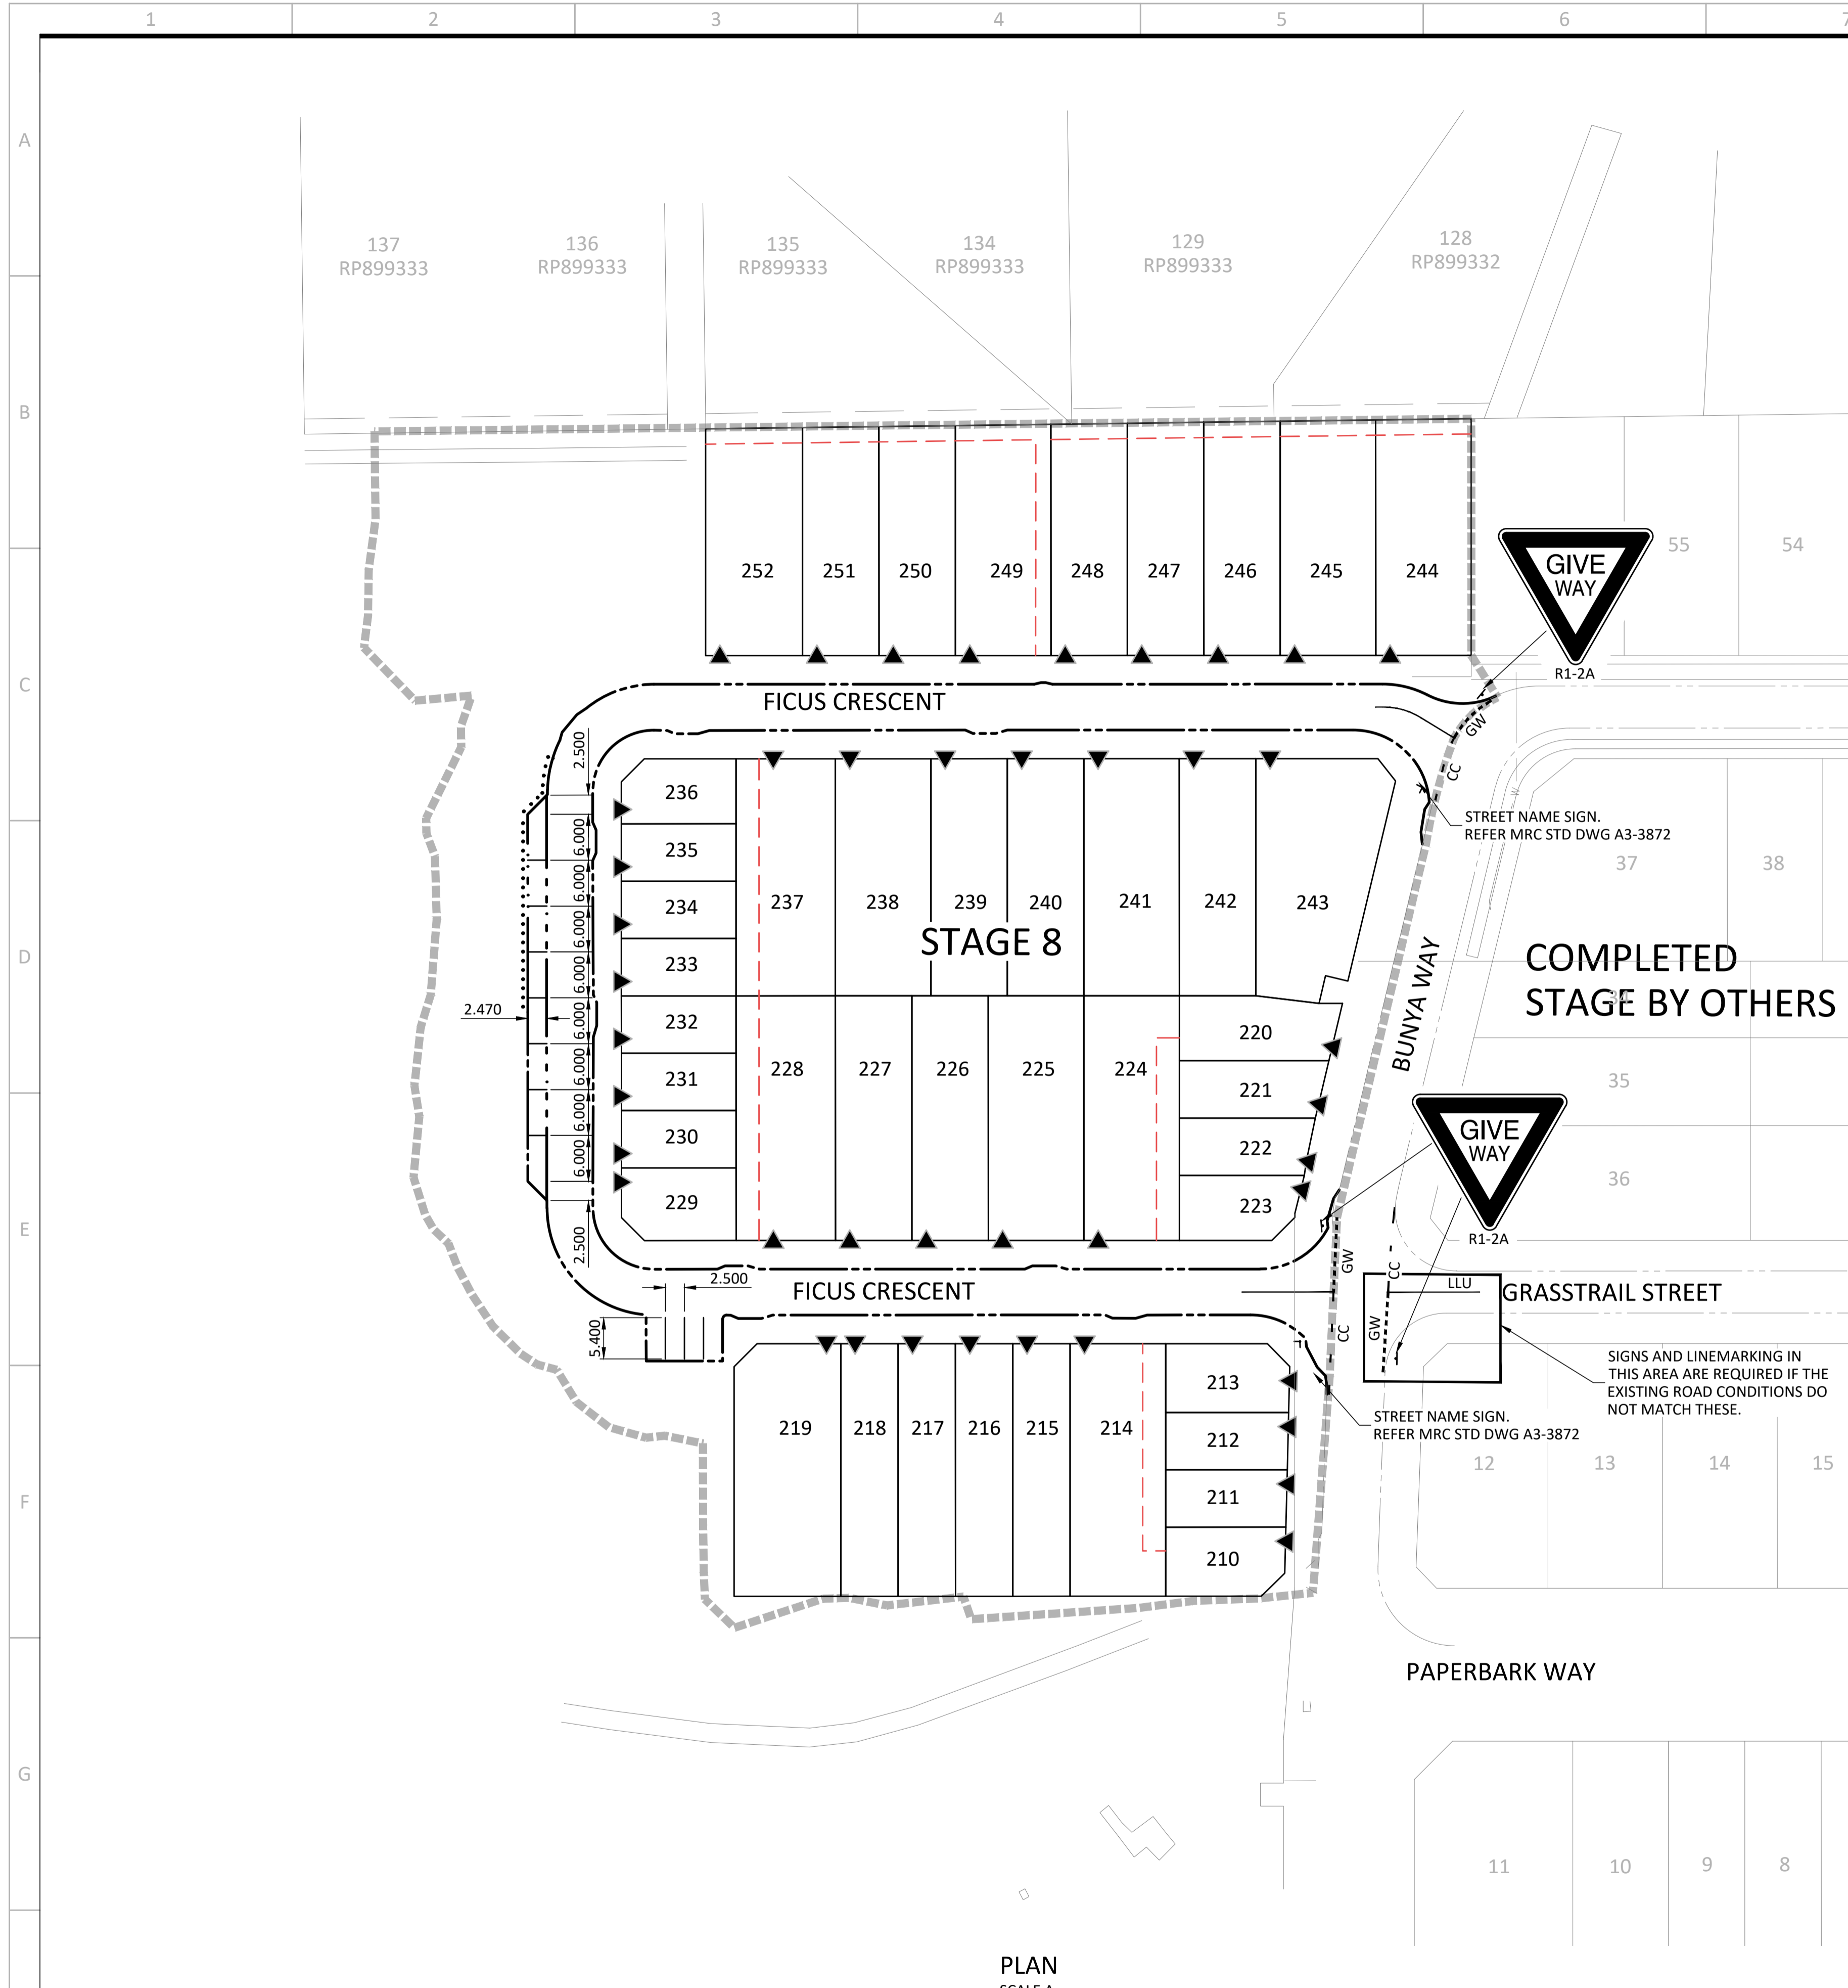 1 2 3 4 5 6 7
A
137
RP899333
136
RP899333
135
RP899333
134
RP899333
129
RP899333
128
RP899332
B
252 251 250 249 248 247 246 245 244
GIVE
WAY
R1-2A
55 54
C
FICUS CRESCENT
GW
CC
STREET NAME SIGN.
REFER MRC STD DWG A3-3872
2.500
6.000
6.000
6.000
6.000
6.000
6.000
6.000
6.000
2.500
2.470
236
235
234
233
232
231
230
229
237 238 239 240 241 242 243
STAGE 8
D
BUNYA WAY
37 38
COMPLETED
STAGE BY OTHERS
34
35
36
228 227 226 225 224
220
221
222
223
GIVE
WAY
R1-2A
E
2.500
5.400
FICUS CRESCENT
GW
CC
CC
GW
LLU
GRASSTRAIL STREET
SIGNS AND LINEMARKING IN
THIS AREA ARE REQUIRED IF THE
EXISTING ROAD CONDITIONS DO
NOT MATCH THESE.
STREET NAME SIGN.
REFER MRC STD DWG A3-3872
219 218 217 216 215 214
213
212
211
210
12 13 14 15
F
PAPERBARK WAY
G
11 10 9 8
PLAN